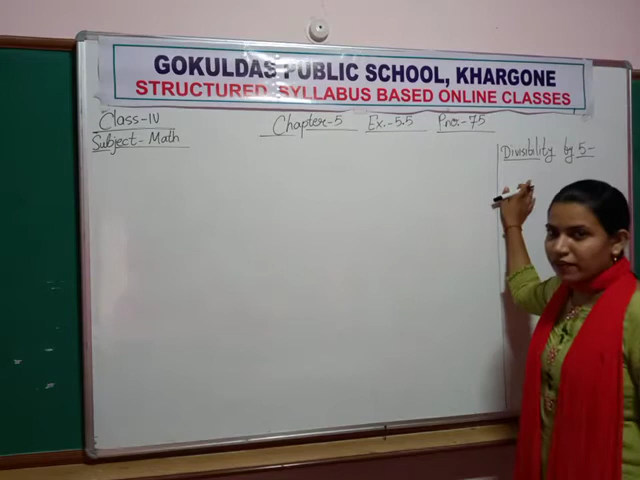 GOKULDAS PUBLIC SCHOOL, KHARGONE
STRUCTURED SYLLABUS BASED ONLINE CLASSES
Class-IV Chapter-5 Ex.-5.5 P.no.-75
Subject- Math
Divisibility by 5-